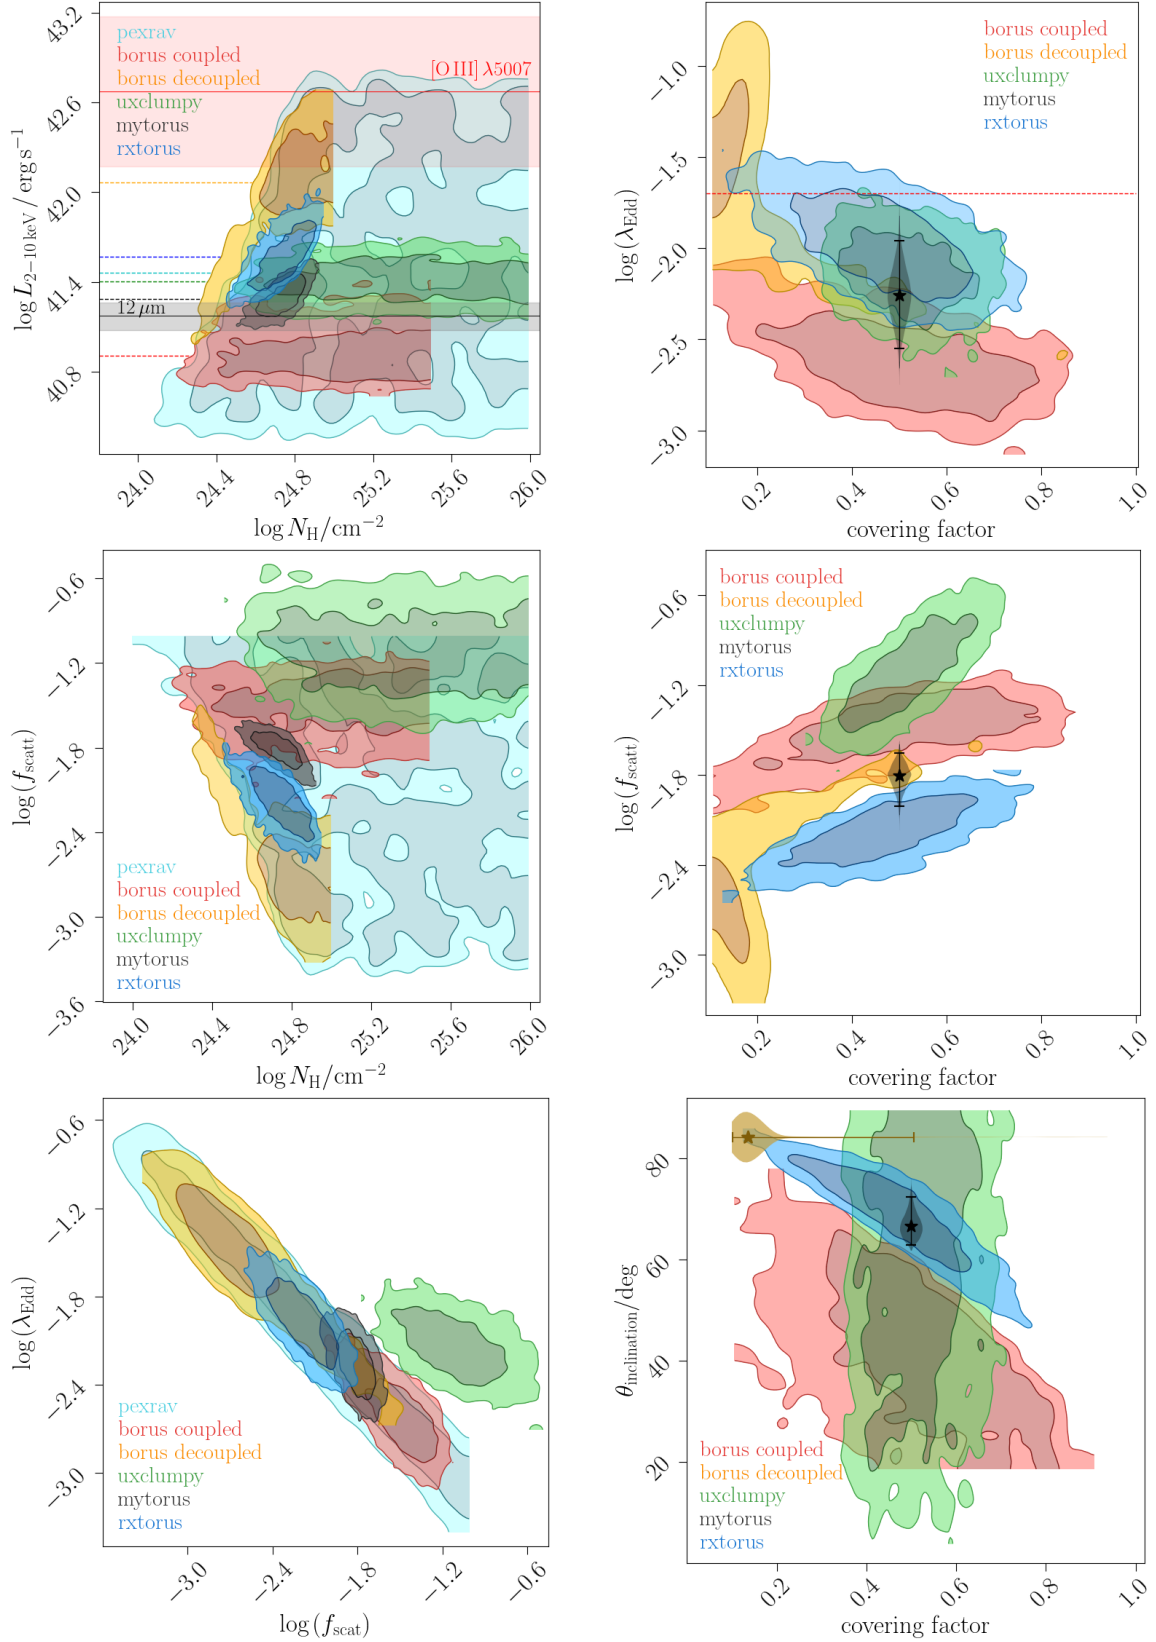 43.2
42.6
42.0
41.4
40.8
log L2−10 keV / erg s−1
pexrav
borus coupled
borus decoupled
uxclumpy
mytorus
rxtorus
[O III] λ5007
12 μm
24.0 24.4 24.8 25.2 25.6 26.0
log NH/cm−2
−1.0
−1.5
−2.0
−2.5
−3.0
log (λEdd)
borus coupled
borus decoupled
uxclumpy
mytorus
rxtorus
0.2 0.4 0.6 0.8 1.0
covering factor
−0.6
−1.2
−1.8
−2.4
−3.0
−3.6
log (fscatt)
pexrav
borus coupled
borus decoupled
uxclumpy
mytorus
rxtorus
24.0 24.4 24.8 25.2 25.6 26.0
log NH/cm−2
−0.6
−1.2
−1.8
−2.4
−3.0
log (fscatt)
borus coupled
borus decoupled
uxclumpy
mytorus
rxtorus
0.2 0.4 0.6 0.8 1.0
covering factor
−0.6
−1.2
−1.8
−2.4
−3.0
log (λEdd)
pexrav
borus coupled
borus decoupled
uxclumpy
mytorus
rxtorus
−3.0 −2.4 −1.8 −1.2 −0.6
log (fscat)
80
60
40
20
θinclination/deg
borus coupled
borus decoupled
uxclumpy
mytorus
rxtorus
0.2 0.4 0.6 0.8 1.0
covering factor